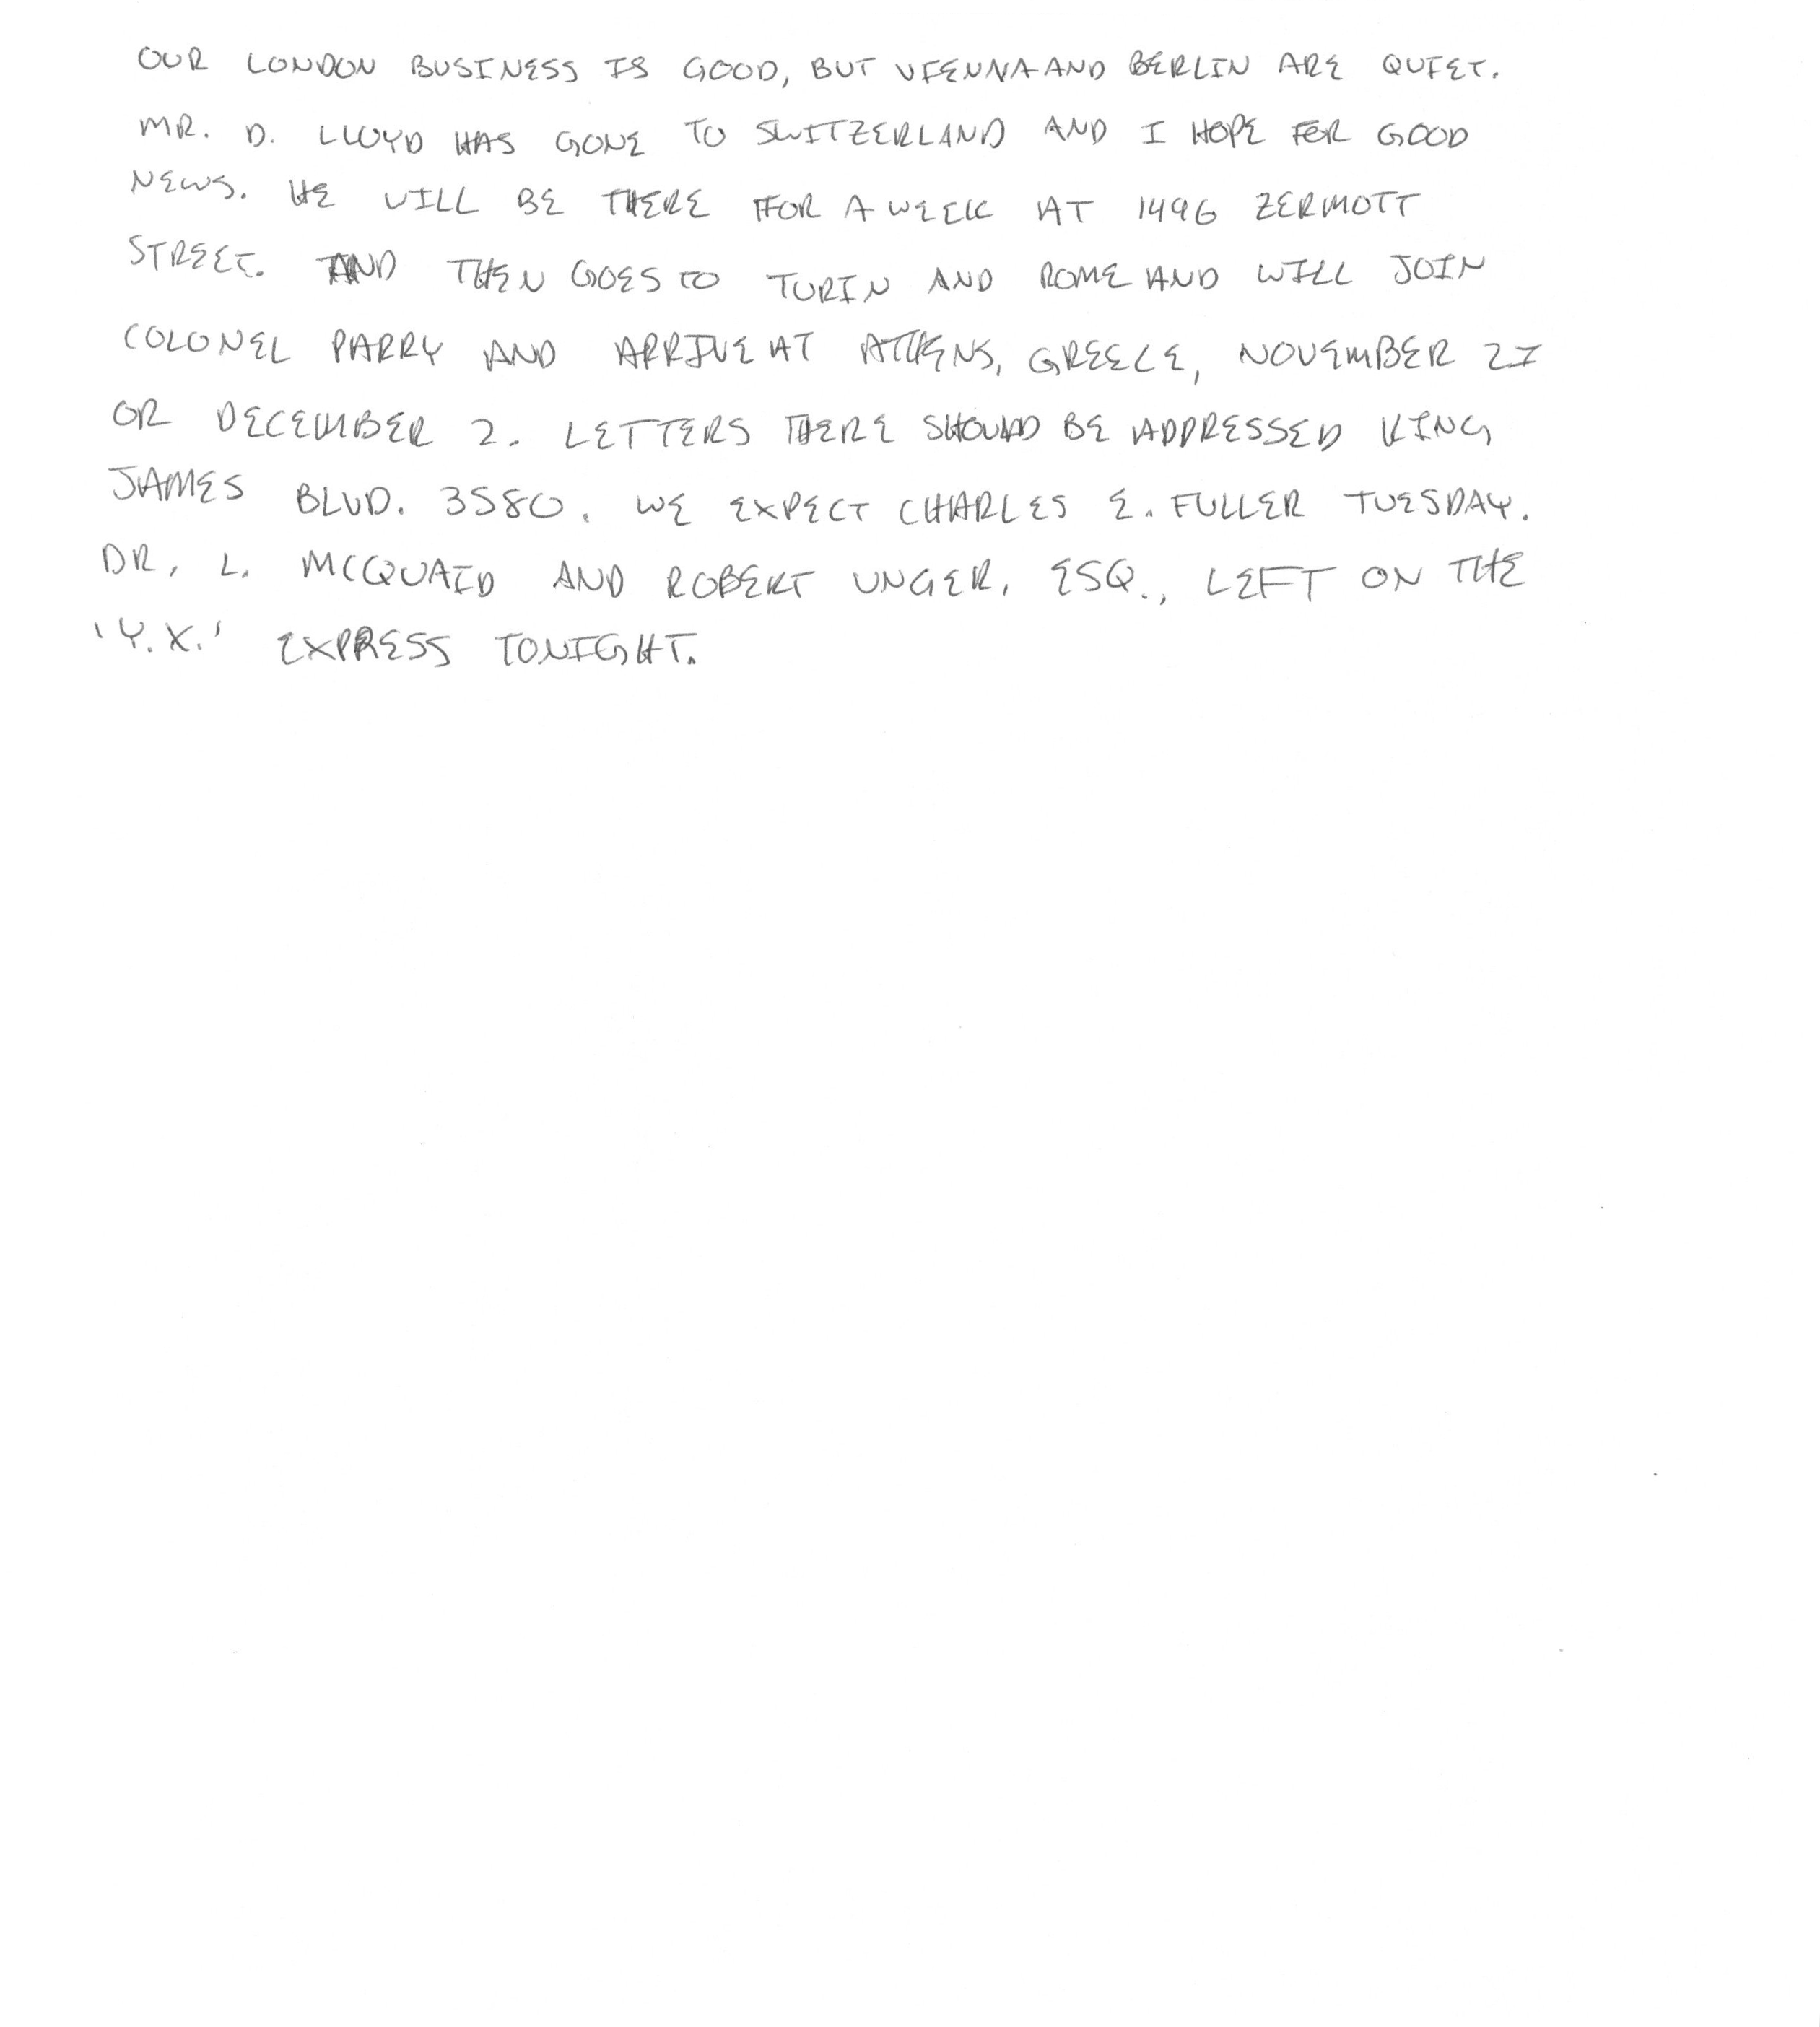 OUR LONDON BUSINESS IS GOOD, BUT VIENNA AND BERLIN ARE QUIET.
MR. D. LLOYD HAS GONE TO SWITZERLAND AND I HOPE FOR GOOD
NEWS. HE WILL BE THERE FOR A WEEK AT 1496 ZERMOTT
STREET. AND THEN GOES TO TURIN AND ROME AND WILL JOIN
COLONEL PARRY AND ARRIVE AT ATHENS, GREECE, NOVEMBER 21
OR DECEMBER 2. LETTERS THERE SHOULD BE ADDRESSED KING
JAMES BLVD. 3580. WE EXPECT CHARLES E. FULLER TUESDAY.
DR. L. MCQUAID AND ROBERT UNGER, ESQ., LEFT ON THE
'Y.X.' EXPRESS TONIGHT.